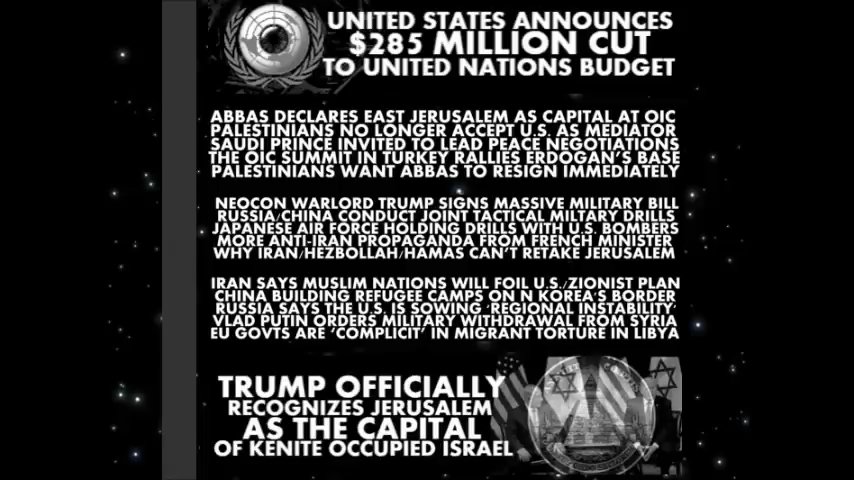 UNITED STATES ANNOUNCES
$285 MILLION CUT
TO UNITED NATIONS BUDGET
ABBAS DECLARES EAST JERUSALEM AS CAPITAL AT OIC
PALESTINIANS NO LONGER ACCEPT U.S. AS MEDIATOR
SAUDI PRINCE INVITED TO LEAD PEACE NEGOTIATIONS
THE OIC SUMMIT IN TURKEY RALLIES ERDOGAN'S BASE
PALESTINIANS WANT ABBAS TO RESIGN IMMEDIATELY
NEOCON WARLORD TRUMP SIGNS MASSIVE MILITARY BILL
RUSSIA/CHINA CONDUCT JOINT TACTICAL MILTARY DRILLS
JAPANESE AIR FORCE HOLDING DRILLS WITH U.S. BOMBERS
MORE ANTI-IRAN PROPAGANDA FROM FRENCH MINISTER
WHY IRAN/HEZBOLLAH/HAMAS CAN'T RETAKE JERUSALEM
IRAN SAYS MUSLIM NATIONS WILL FOIL U.S./ZIONIST PLAN
CHINA BUILDING REFUGEE CAMPS ON N KOREA'S BORDER
RUSSIA SAYS THE U.S. IS SOWING 'REGIONAL INSTABILITY'
VLAD PUTIN ORDERS MILITARY WITHDRAWAL FROM SYRIA
EU GOVTS ARE 'COMPLICIT' IN MIGRANT TORTURE IN LIBYA
TRUMP OFFICIALLY
RECOGNIZES JERUSALEM
AS THE CAPITAL
OF KENITE OCCUPIED ISRAEL